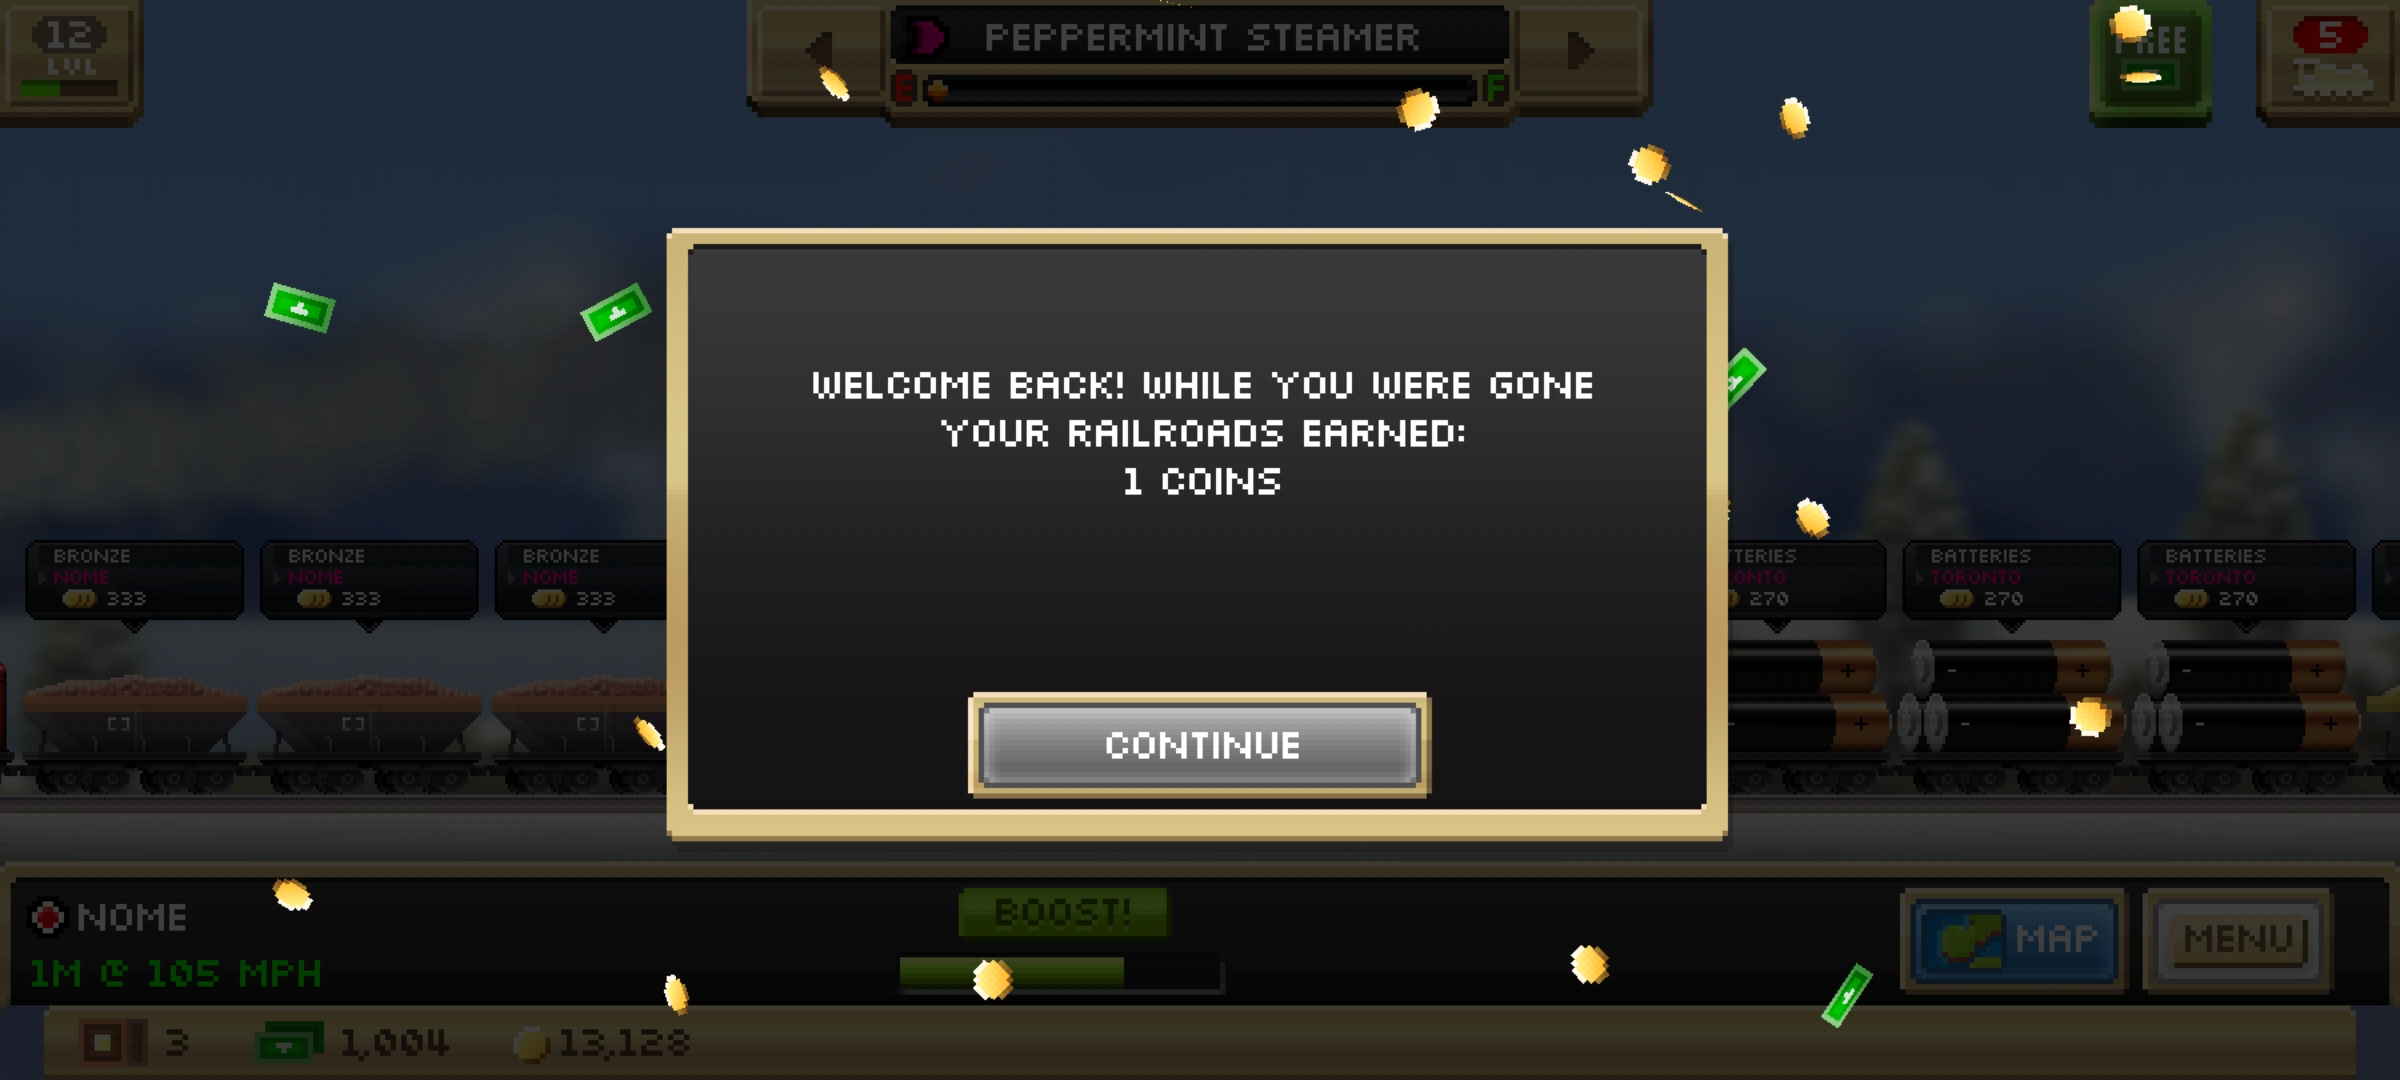 12
LVL
PEPPERMINT STEAMER
E
F
FREE
5
WELCOME BACK! WHILE YOU WERE GONE
YOUR RAILROADS EARNED:
1 COINS
CONTINUE
BRONZE
NOME
333
BRONZE
NOME
333
BRONZE
NOME
333
270
BATTERIES
TORONTO
270
BATTERIES
TORONTO
270
NOME
1M @ 105 MPH
BOOST!
MAP
MENU
3
1,004
13,128